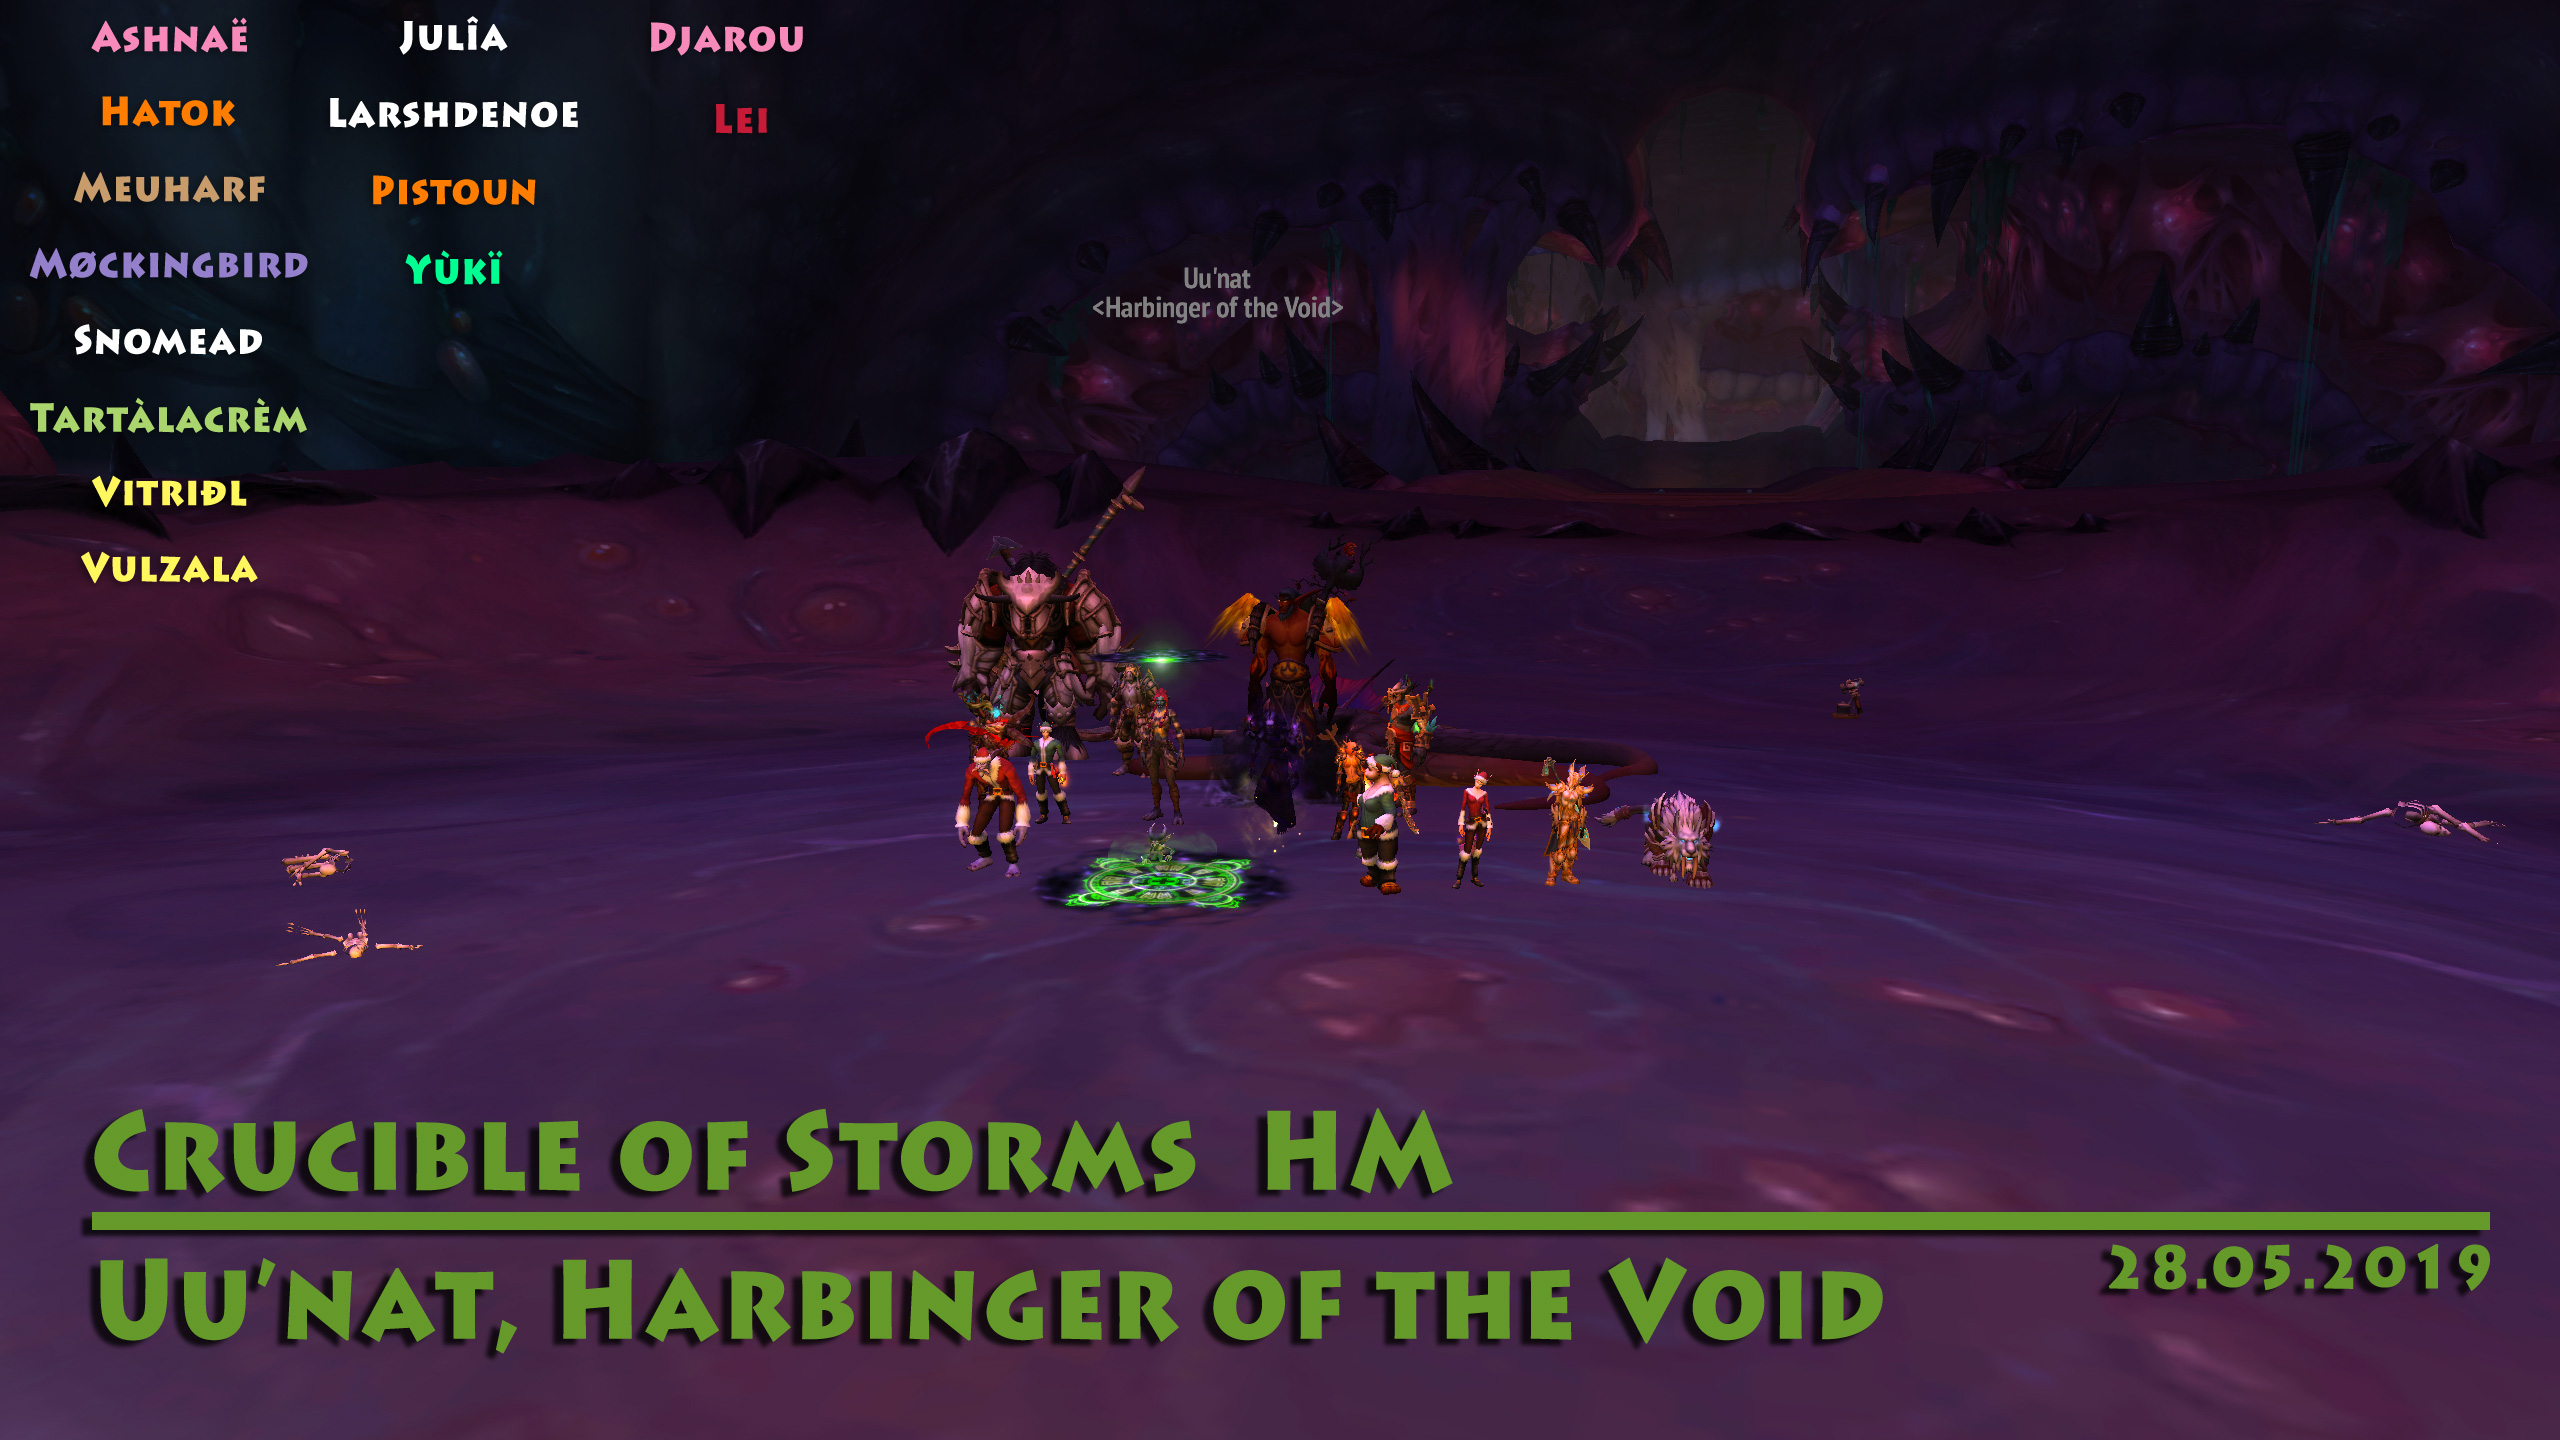 Ashnaë
Hatok
Meuharf
Møckingbird
Snomead
Tartàlacrèm
Vitriðl
Vulzala
Julîa
Larshdenoe
Pistoun
Yùkï
Djarou
Lei
Uu'nat
<Harbinger of the Void>
Crucible of Storms HM
Uu'nat, Harbinger of the Void
28.05.2019